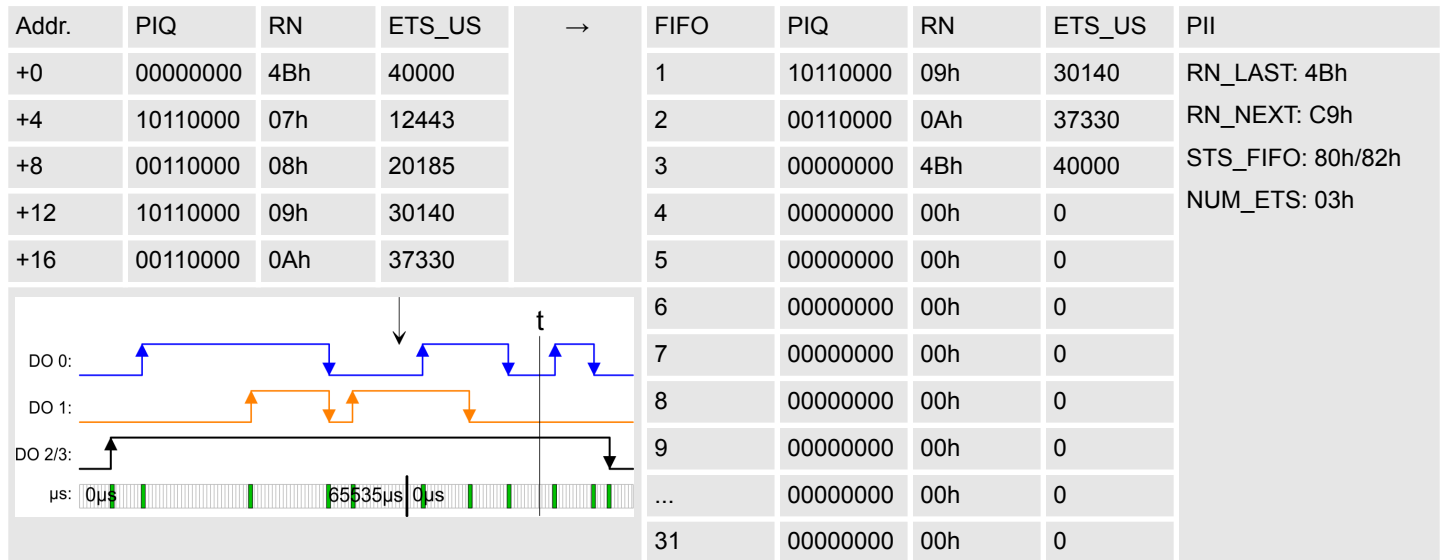 Addr. PIQ RN ETS_US → FIFO PIQ RN ETS_US PII
+0 00000000 4Bh 40000 1 10110000 09h 30140 RN_LAST: 4Bh
+4 10110000 07h 12443 2 00110000 0Ah 37330 RN_NEXT: C9h
+8 00110000 08h 20185 3 00000000 4Bh 40000 STS_FIFO: 80h/82h
+12 10110000 09h 30140 4 00000000 00h 0 NUM_ETS: 03h
+16 00110000 0Ah 37330 5 00000000 00h 0
6 00000000 00h 0
t
DO 0: 7 00000000 00h 0
DO 1: 8 00000000 00h 0
DO 2/3: 9 00000000 00h 0
µs: 0µs 65535µs 0µs ... 00000000 00h 0
31 00000000 00h 0